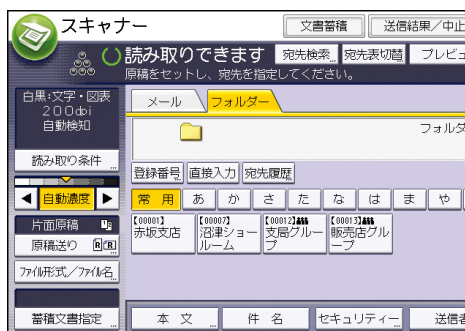 スキャナー
文書蓄積
送信結果／中止
読み取りできます
宛先検索
宛先表切替
プレビュ
原稿をセットし、宛先を指定してください。
白黒:文字・図表
200dpi
自動検知
読み取り条件
自動濃度
片面原稿
原稿送り
ファイル形式／ファイル名
蓄積文書指定
メール
フォルダー
フォルダ
登録番号
直接入力
宛先履歴
常用
あ
か
さ
た
な
は
ま
や
【00001】
赤坂支店
【00007】
沼津ショー
ルーム
【00012】
支局グルー
プ
【00013】
販売店グル
ープ
本文
件名
セキュリティー
送信者